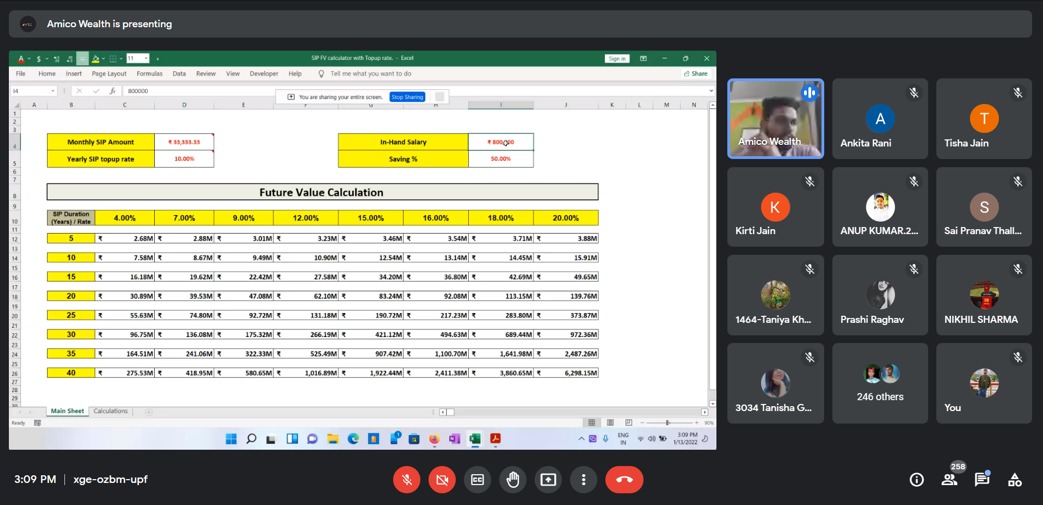 Amico Wealth is presenting
11
SIP FV calculator with Topup rate. - Excel
Sign in
File Home Insert Page Layout Formulas Data Review View Developer Help Tell me what you want to do
Share
I4 800000
You are sharing your entire screen. Stop Sharing
A B C D E F G H I J K L M N
Monthly SIP Amount ₹ 33,333.33 In-Hand Salary
Yearly SIP topup rate 10.00% Saving % 50.00%
Future Value Calculation
SIP Duration (Years) / Rate 4.00% 7.00% 9.00% 12.00% 15.00% 16.00% 18.00% 20.00%
5 ₹ 2.68M ₹ 2.88M ₹ 3.01M ₹ 3.23M ₹ 3.46M ₹ 3.54M ₹ 3.71M ₹ 3.88M
10 ₹ 7.58M ₹ 8.67M ₹ 9.49M ₹ 10.90M ₹ 12.54M ₹ 13.14M ₹ 14.45M ₹ 15.91M
15 ₹ 16.18M ₹ 19.62M ₹ 22.42M ₹ 27.58M ₹ 34.20M ₹ 36.80M ₹ 42.69M ₹ 49.65M
20 ₹ 30.89M ₹ 39.53M ₹ 47.08M ₹ 62.10M ₹ 83.24M ₹ 92.08M ₹ 113.15M ₹ 139.76M
25 ₹ 55.63M ₹ 74.80M ₹ 92.72M ₹ 131.18M ₹ 190.72M ₹ 217.23M ₹ 283.80M ₹ 373.87M
30 ₹ 96.75M ₹ 136.08M ₹ 175.32M ₹ 266.19M ₹ 421.12M ₹ 494.63M ₹ 689.44M ₹ 972.36M
35 ₹ 164.51M ₹ 241.06M ₹ 322.33M ₹ 525.49M ₹ 907.42M ₹ 1,100.70M ₹ 1,641.98M ₹ 2,487.26M
40 ₹ 275.53M ₹ 418.95M ₹ 580.65M ₹ 1,016.89M ₹ 1,922.44M ₹ 2,411.38M ₹ 3,860.65M ₹ 6,298.15M
Main Sheet Calculations
Ready 90%
ENG
IN
3:09 PM
1/13/2022
Amico Wealth
A
Ankita Rani
T
Tisha Jain
K
Kirti Jain
ANUP KUMAR.2...
S
Sai Pranav Thall...
1464-Taniya Kh...
Prashi Raghav
NIKHIL SHARMA
3034 Tanisha G...
246 others
You
3:09 PM | xge-ozbm-upf
258